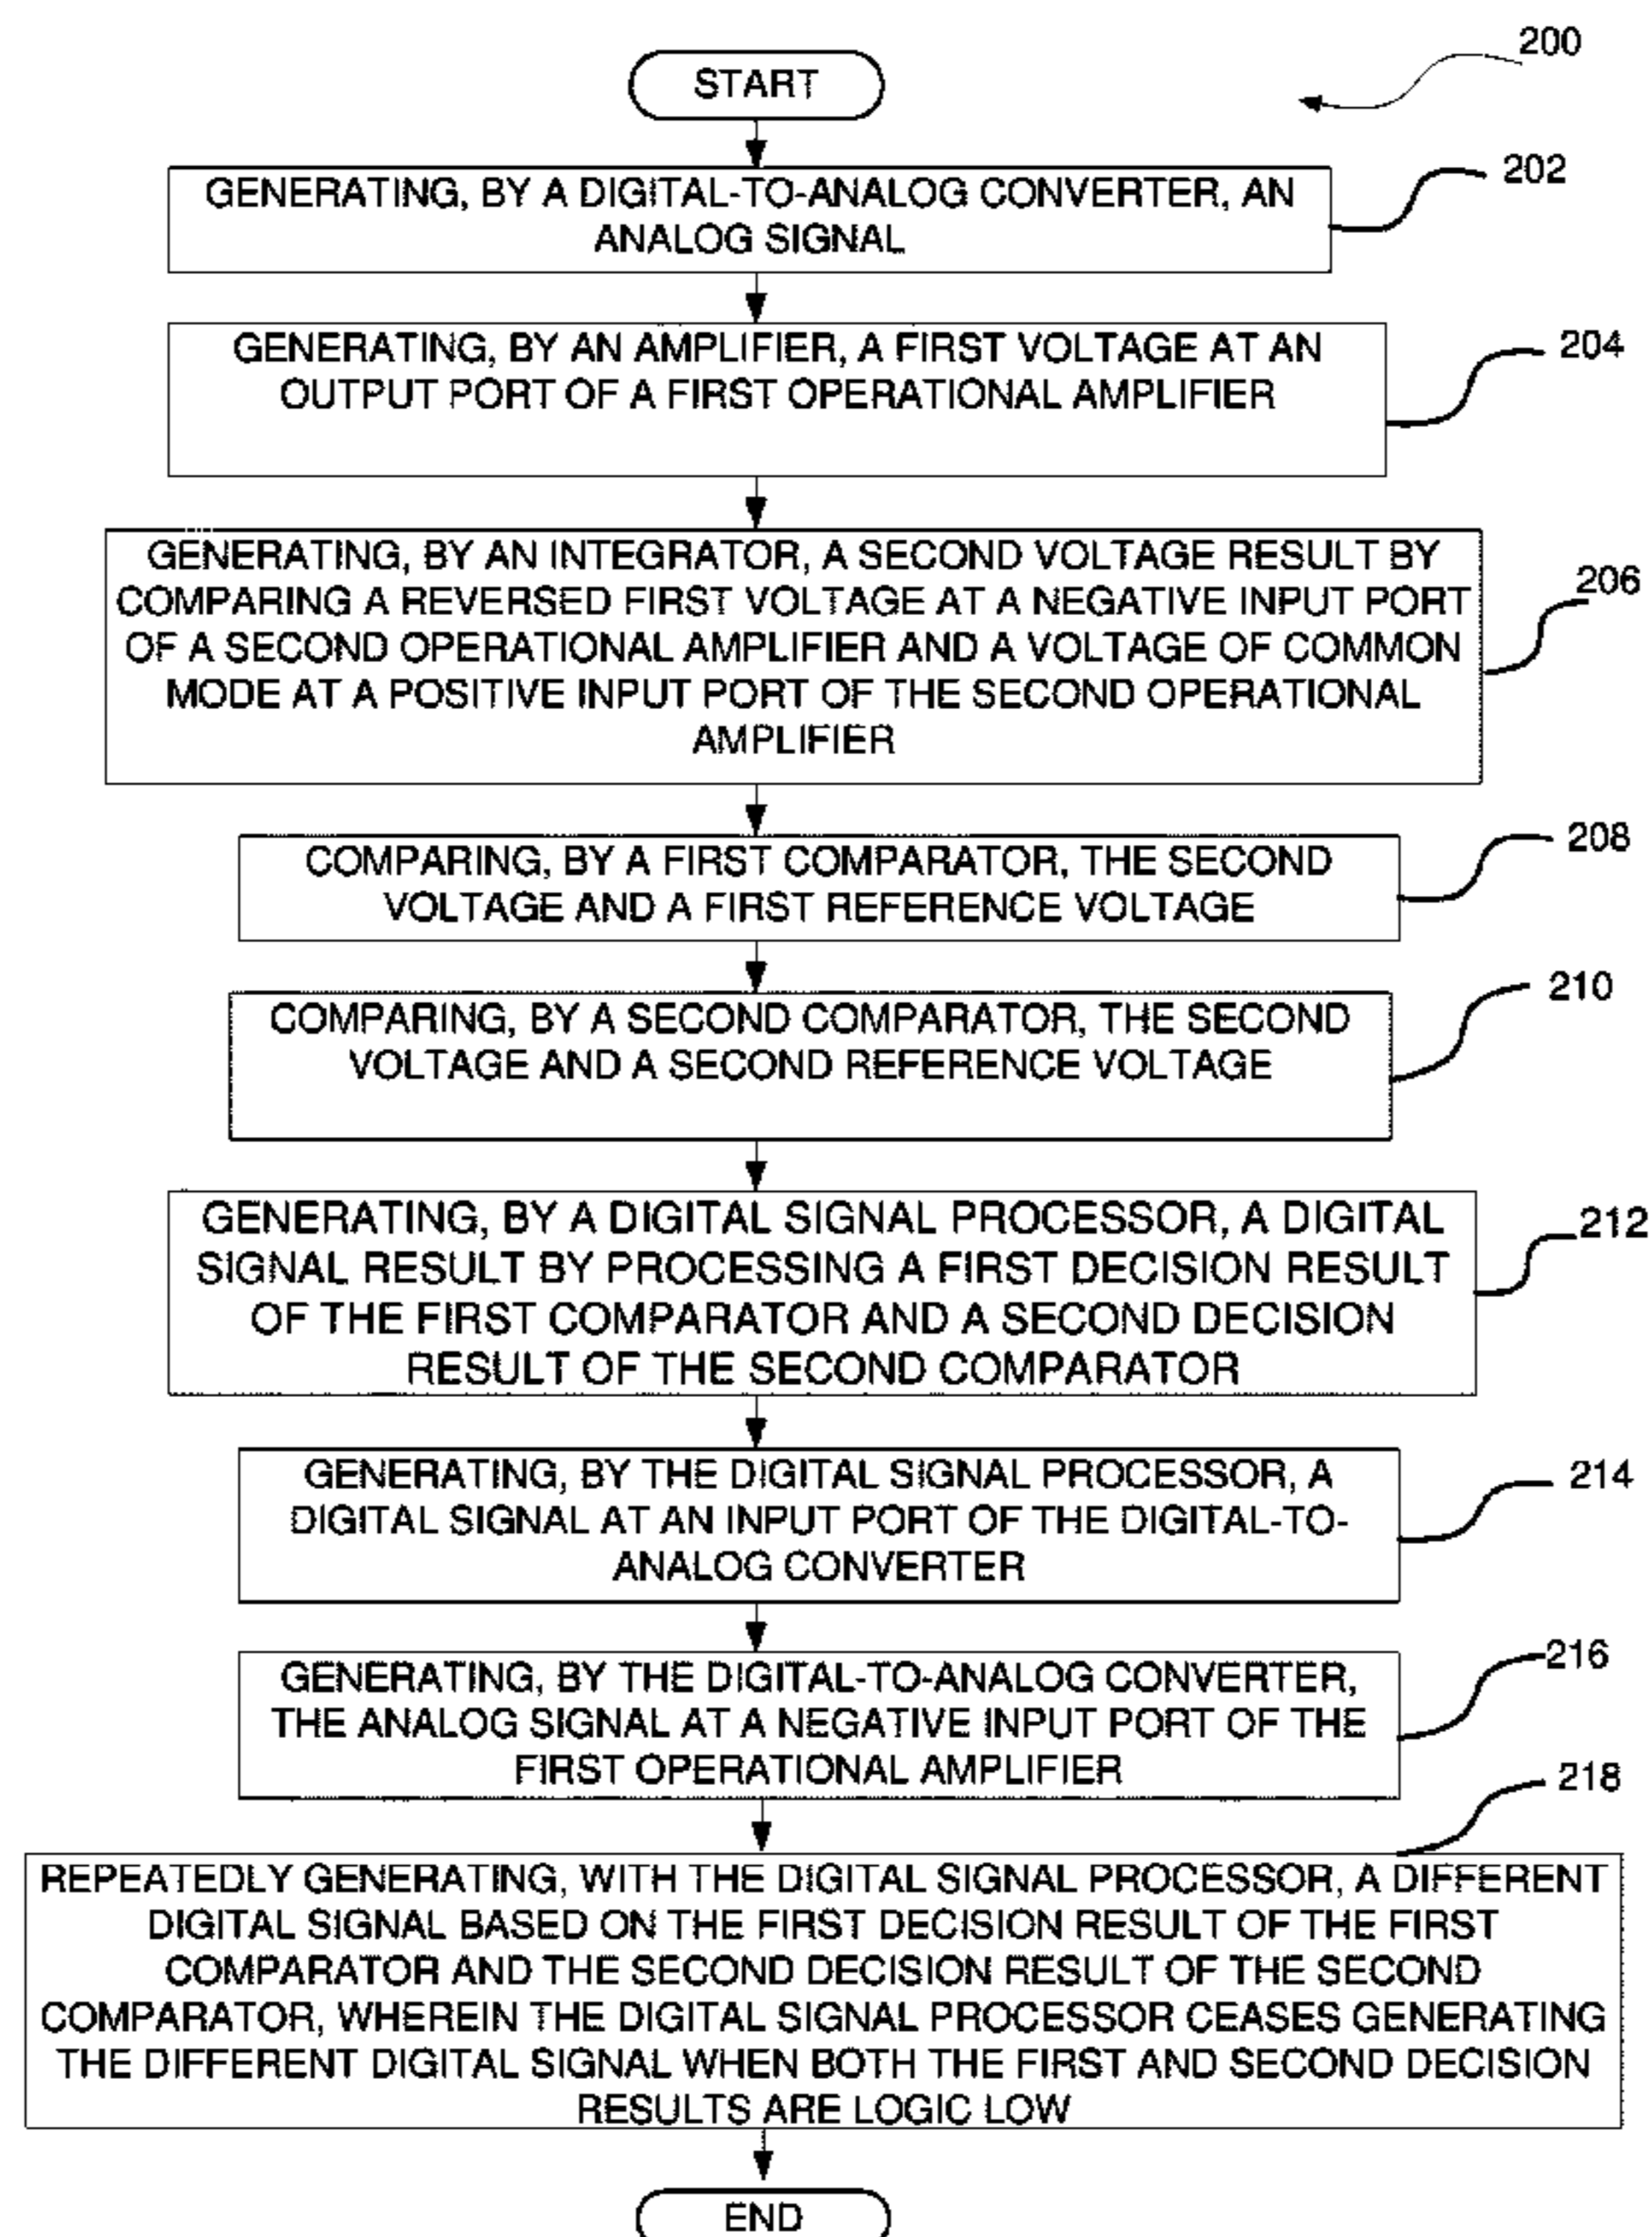 200
START
GENERATING, BY A DIGITAL-TO-ANALOG CONVERTER, AN
ANALOG SIGNAL
202
GENERATING, BY AN AMPLIFIER, A FIRST VOLTAGE AT AN
OUTPUT PORT OF A FIRST OPERATIONAL AMPLIFIER
204
GENERATING, BY AN INTEGRATOR, A SECOND VOLTAGE RESULT BY
COMPARING A REVERSED FIRST VOLTAGE AT A NEGATIVE INPUT PORT
OF A SECOND OPERATIONAL AMPLIFIER AND A VOLTAGE OF COMMON
MODE AT A POSITIVE INPUT PORT OF THE SECOND OPERATIONAL
AMPLIFIER
206
COMPARING, BY A FIRST COMPARATOR, THE SECOND
VOLTAGE AND A FIRST REFERENCE VOLTAGE
208
COMPARING, BY A SECOND COMPARATOR, THE SECOND
VOLTAGE AND A SECOND REFERENCE VOLTAGE
210
GENERATING, BY A DIGITAL SIGNAL PROCESSOR, A DIGITAL
SIGNAL RESULT BY PROCESSING A FIRST DECISION RESULT
OF THE FIRST COMPARATOR AND A SECOND DECISION
RESULT OF THE SECOND COMPARATOR
212
GENERATING, BY THE DIGITAL SIGNAL PROCESSOR, A
DIGITAL SIGNAL AT AN INPUT PORT OF THE DIGITAL-TO-
ANALOG CONVERTER
214
GENERATING, BY THE DIGITAL-TO-ANALOG CONVERTER,
THE ANALOG SIGNAL AT A NEGATIVE INPUT PORT OF THE
FIRST OPERATIONAL AMPLIFIER
216
218
REPEATEDLY GENERATING, WITH THE DIGITAL SIGNAL PROCESSOR, A DIFFERENT
DIGITAL SIGNAL BASED ON THE FIRST DECISION RESULT OF THE FIRST
COMPARATOR AND THE SECOND DECISION RESULT OF THE SECOND
COMPARATOR, WHEREIN THE DIGITAL SIGNAL PROCESSOR CEASES GENERATING
THE DIFFERENT DIGITAL SIGNAL WHEN BOTH THE FIRST AND SECOND DECISION
RESULTS ARE LOGIC LOW
END